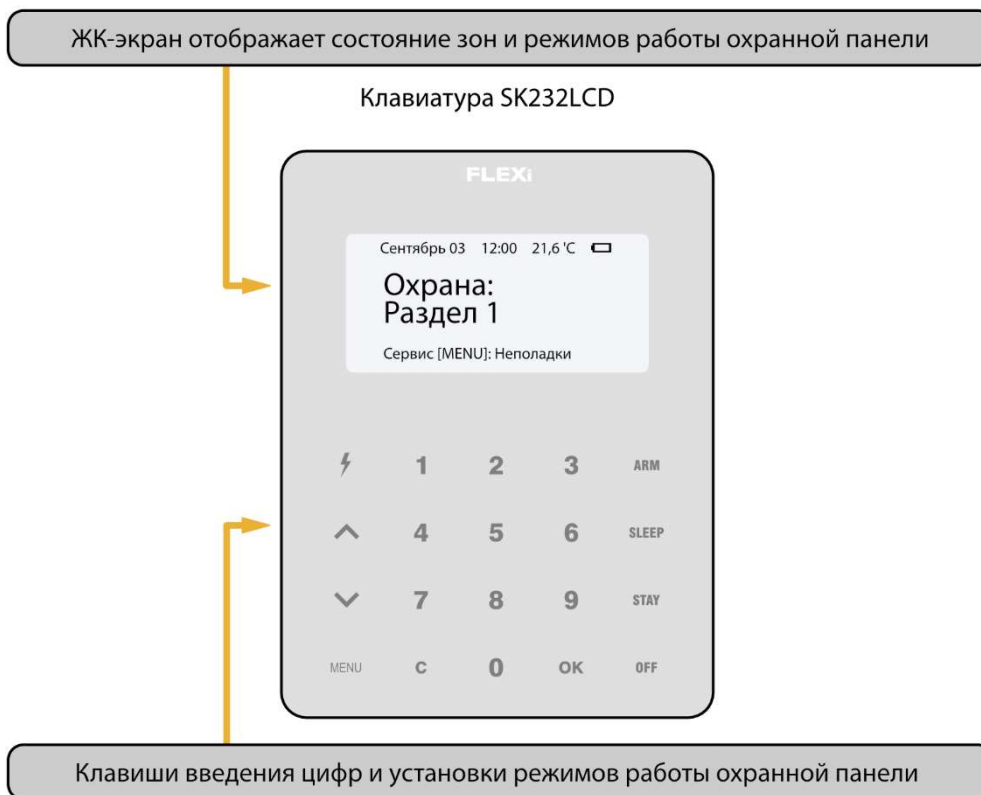 ЖК-экран отображает состояние зон и режимов работы охранной панели
Клавиатура SK232LCD
FLEXi
Сентябрь 03 12:00 21,6 'C
Охрана:
Раздел 1
Сервис [MENU]: Неполадки
1 2 3 ARM
4 5 6 SLEEP
7 8 9 STAY
MENU C 0 OK OFF
Клавиши введения цифр и установки режимов работы охранной панели